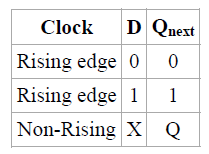 Clock D Qnext
Rising edge 0 0
Rising edge 1 1
Non-Rising X Q